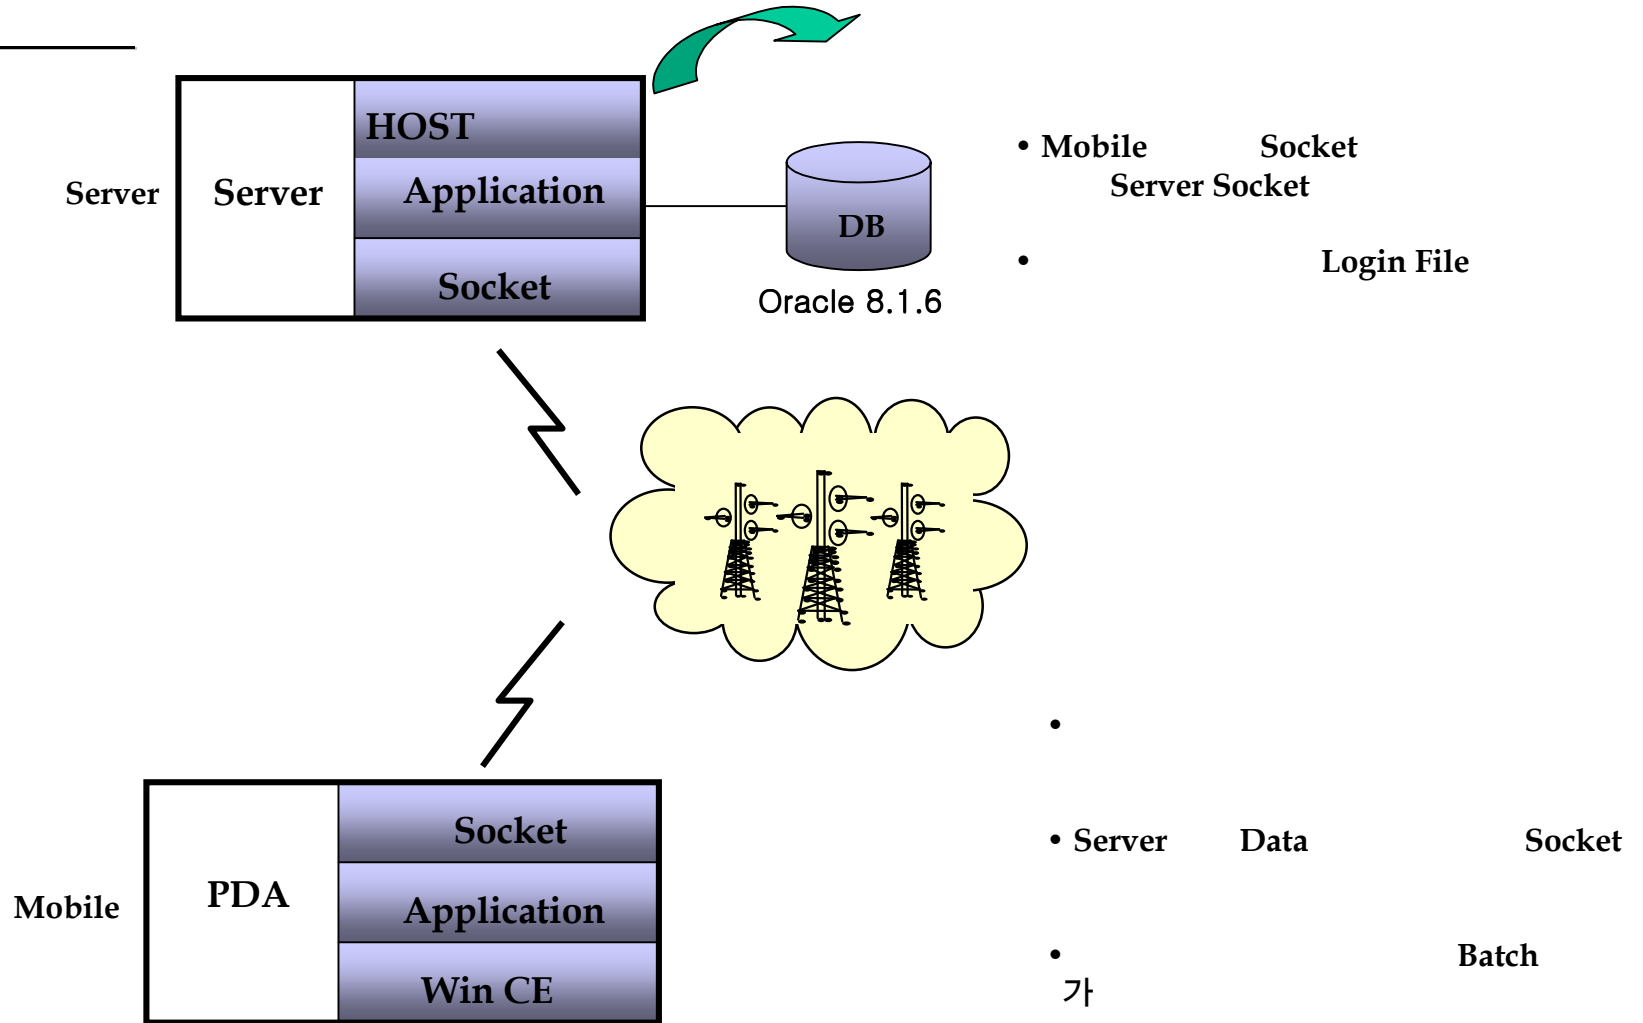 HOST
Server
Server
Application
Socket
DB
Oracle 8.1.6
• Mobile Socket
Server Socket
• Login File
Socket
Mobile
PDA
Application
Win CE
•
• Server Data Socket
• Batch
가